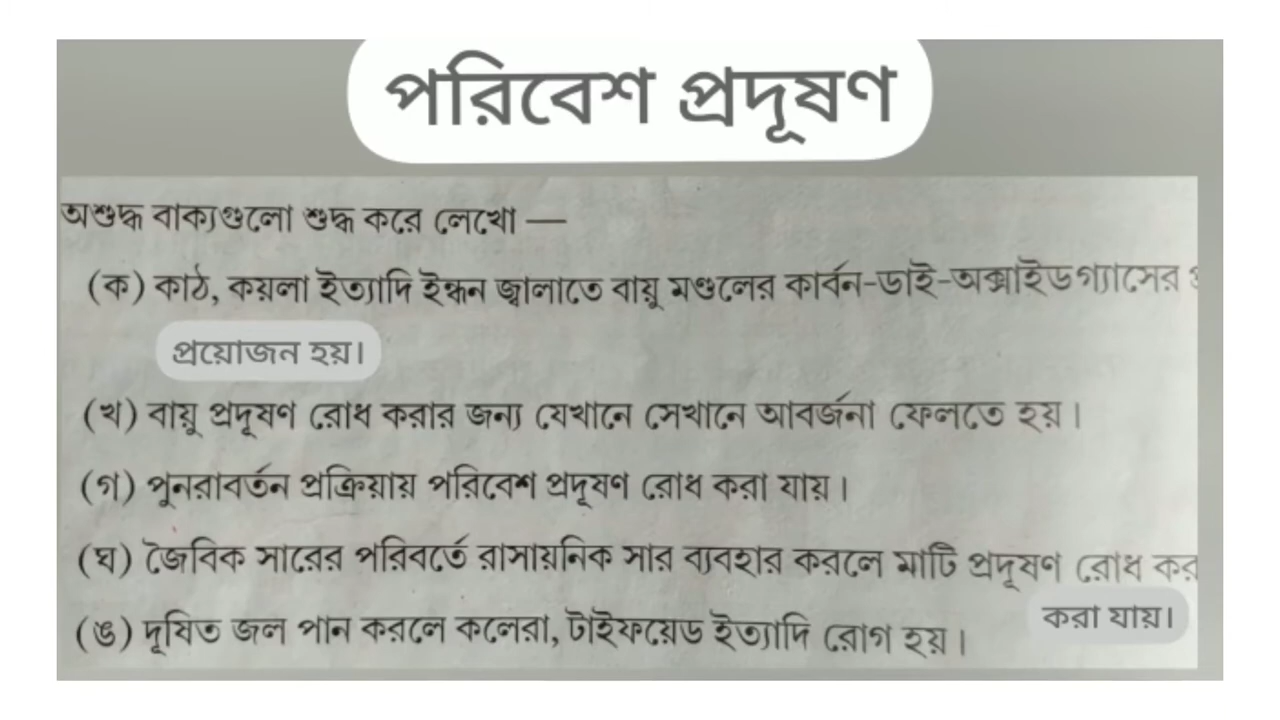 পরিবেশ প্রদূষণ
অশুদ্ধ বাক্যগুলো শুদ্ধ করে লেখো —
(ক) কাঠ, কয়লা ইত্যাদি ইন্ধন জ্বালাতে বায়ু মণ্ডলের কার্বন-ডাই-অক্সাইডগ্যাসের
প্রয়োজন হয়।
(খ) বায়ু প্রদূষণ রোধ করার জন্য যেখানে সেখানে আবর্জনা ফেলতে হয়।
(গ) পুনরাবর্তন প্রক্রিয়ায় পরিবেশ প্রদূষণ রোধ করা যায়।
(ঘ) জৈবিক সারের পরিবর্তে রাসায়নিক সার ব্যবহার করলে মাটি প্রদূষণ রোধ কর
করা যায়।
(ঙ) দূষিত জল পান করলে কলেরা, টাইফয়েড ইত্যাদি রোগ হয়।